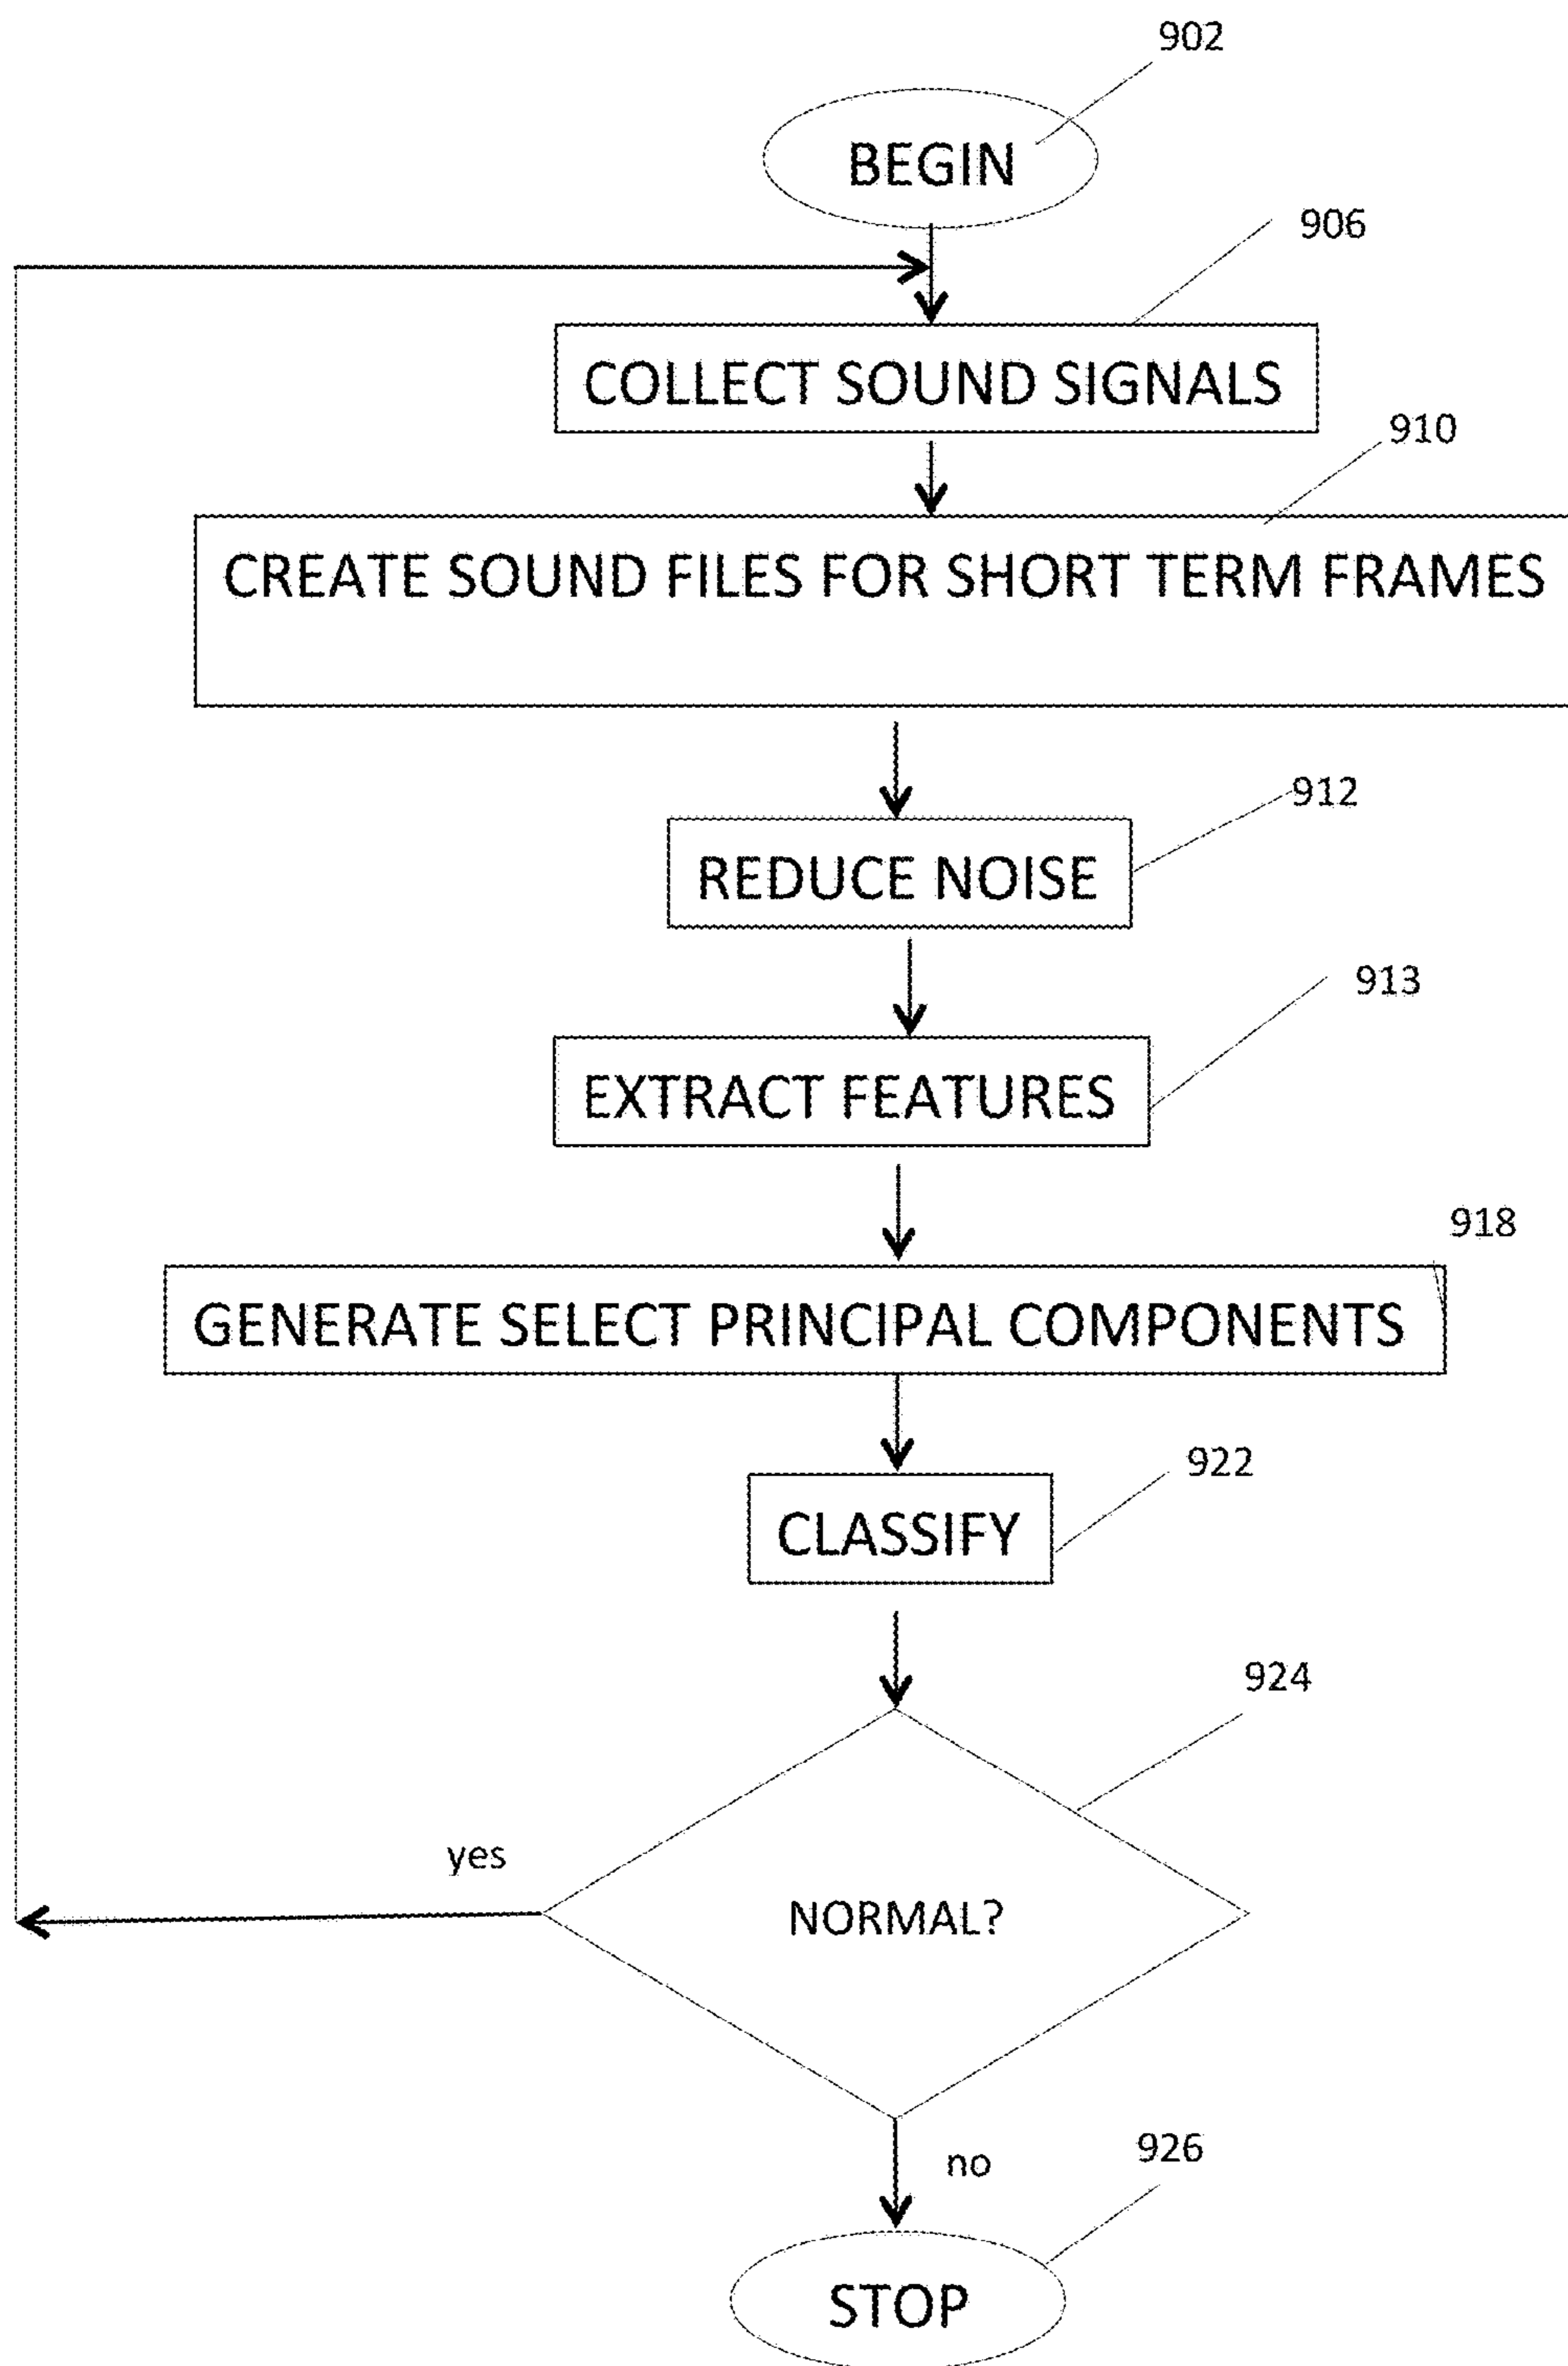 902
BEGIN
906
COLLECT SOUND SIGNALS
910
CREATE SOUND FILES FOR SHORT TERM FRAMES
912
REDUCE NOISE
913
EXTRACT FEATURES
918
GENERATE SELECT PRINCIPAL COMPONENTS
922
CLASSIFY
924
yes
NORMAL?
no
926
STOP